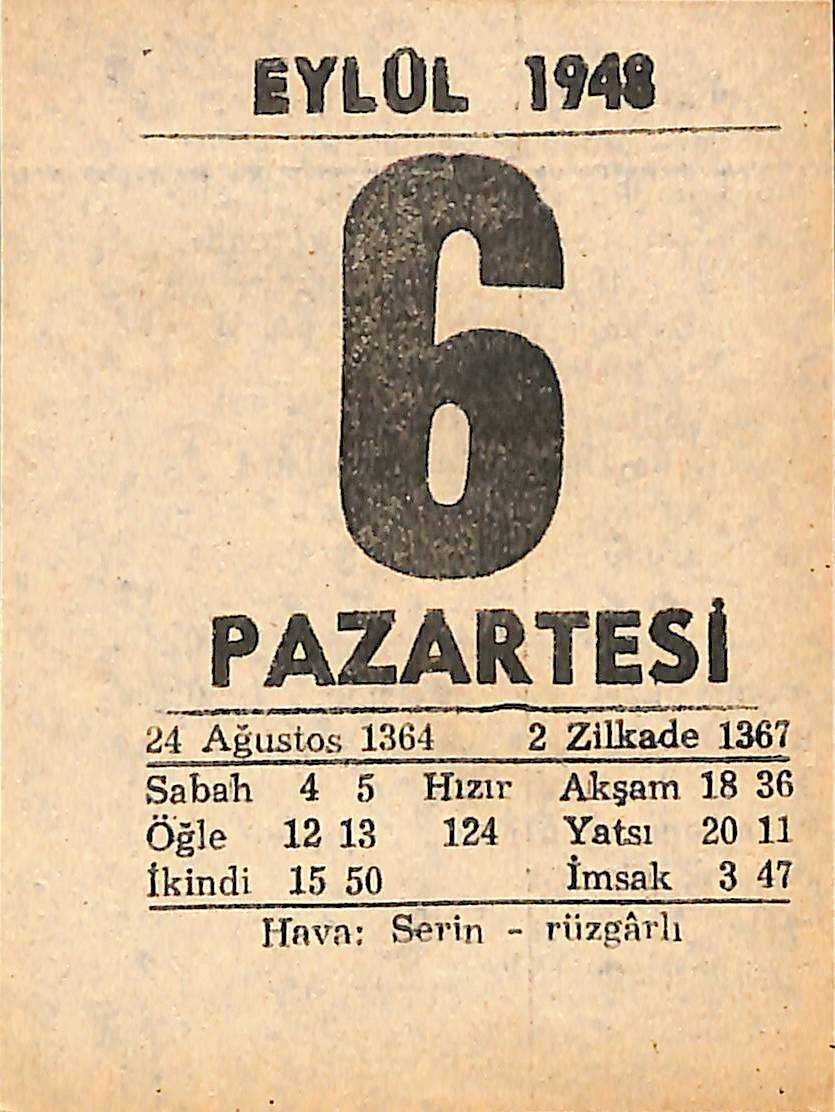 EYLÜL 1948
6
PAZARTESİ
24 Ağustos 1364 2 Zilkade 1367
Sabah 4 5 Hızır Akşam 18 36
Öğle 12 13 124 Yatsı 20 11
İkindi 15 50 İmsak 3 47
Hava: Serin - rüzgârlı